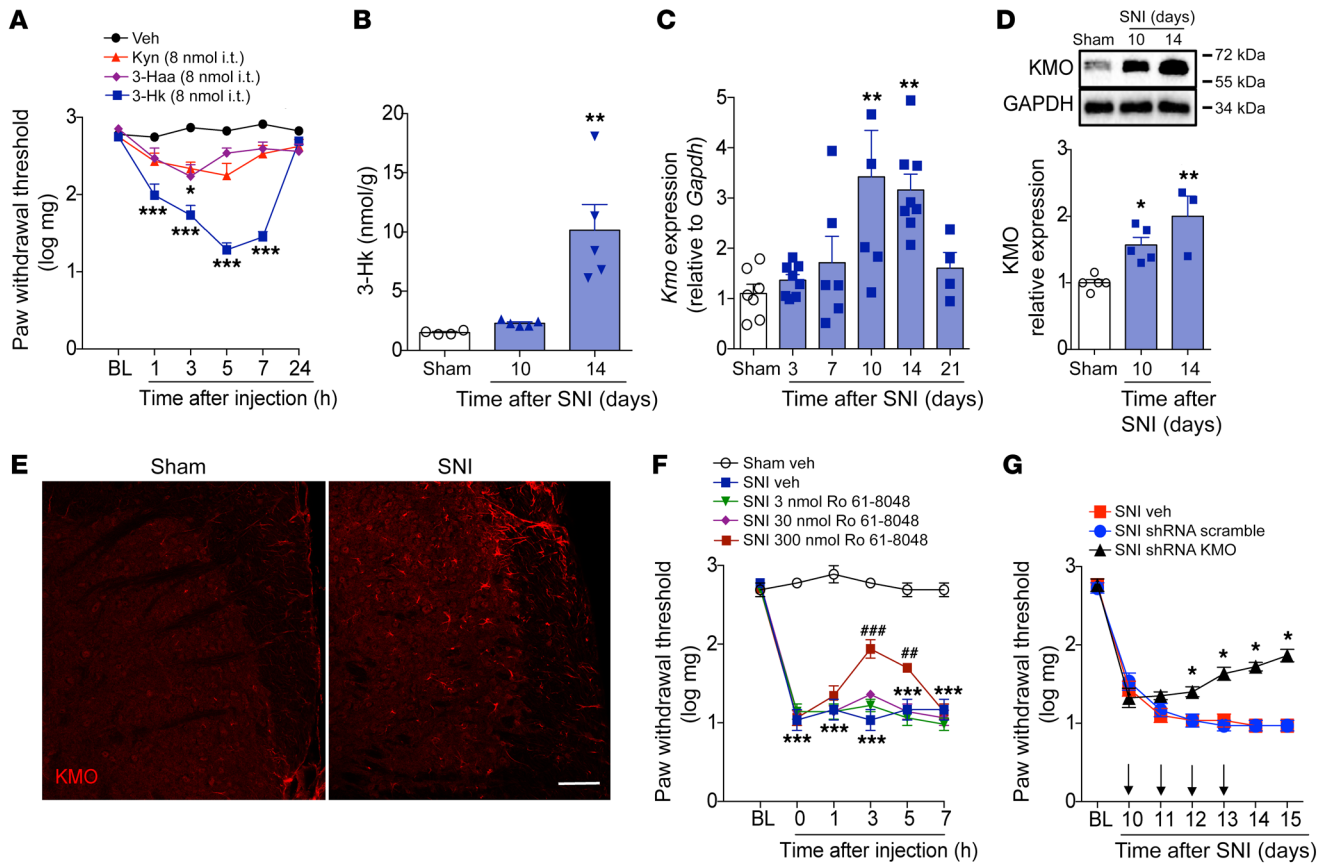 A
Veh
Kyn (8 nmol i.t.)
3-Haa (8 nmol i.t.)
3-Hk (8 nmol i.t.)
Paw withdrawal threshold
(log mg)
3
2
1
0
*
***
***
***
***
BL 1 3 5 7 24
Time after injection (h)
B
3-Hk (nmol/g)
20
15
10
5
0
**
Sham 10 14
Time after SNI (days)
C
Kmo expression
(relative to Gapdh)
5
4
3
2
1
0
** **
Sham 3 7 10 14 21
Time after SNI (days)
D
SNI (days)
Sham 10 14
KMO
72 kDa
55 kDa
GAPDH
34 kDa
KMO
relative expression
3
2
1
0
* **
Sham 10 14
Time after
SNI (days)
E
Sham SNI
KMO
F
Sham veh
SNI veh
SNI 3 nmol Ro 61-8048
SNI 30 nmol Ro 61-8048
SNI 300 nmol Ro 61-8048
Paw withdrawal threshold
(log mg)
3
2
1
0
### ##
*** ***
*** *** ***
BL 0 1 3 5 7
Time after injection (h)
G
SNI veh
SNI shRNA scramble
SNI shRNA KMO
Paw withdrawal threshold
(log mg)
3
2
1
0
* * * *
BL 10 11 12 13 14 15
Time after SNI (days)